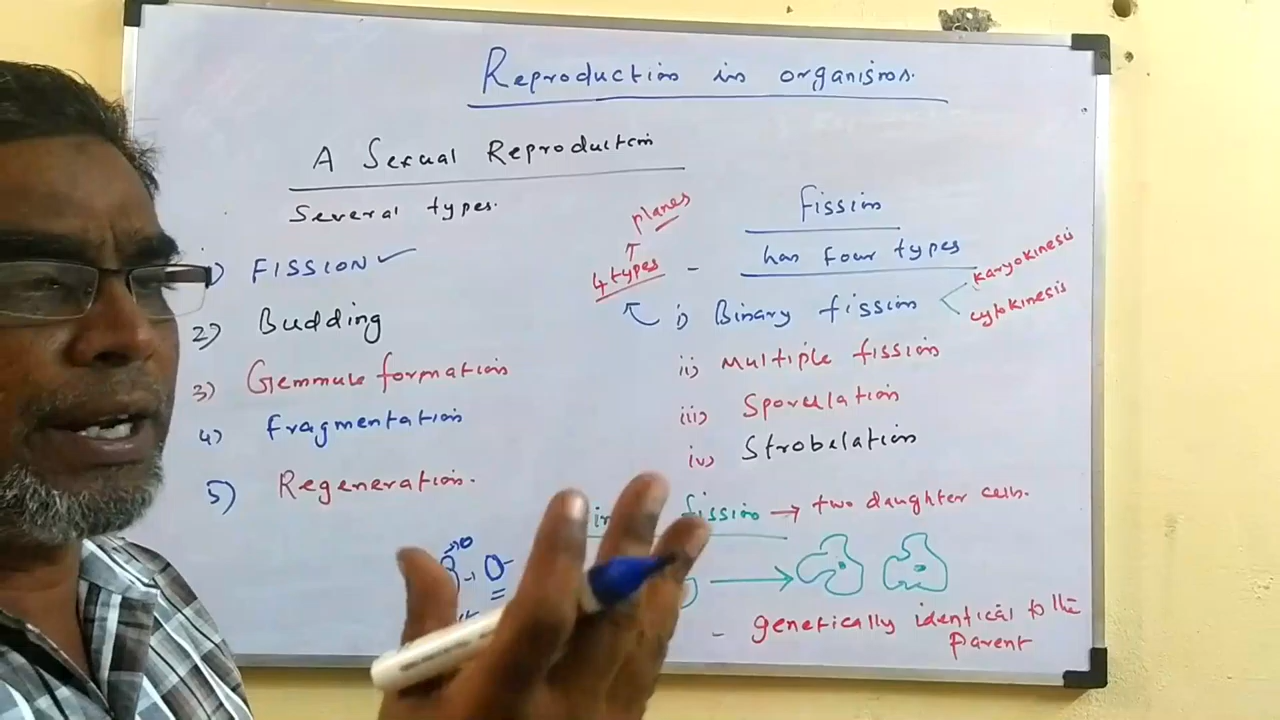 Reproduction in organisms.
A Sexual Reproduction
Several types.
1) FISSION ✓
2) Budding
3) Gemmule formation
4) Fragmentation
5) Regeneration.
planes
4 types -
Fission
has four types
i) Binary fission
karyokinesis
cytokinesis
ii) Multiple fission
iii) Sporulation
iv) Strobelation
fission → two daughter cells.
- genetically identical to the
parent